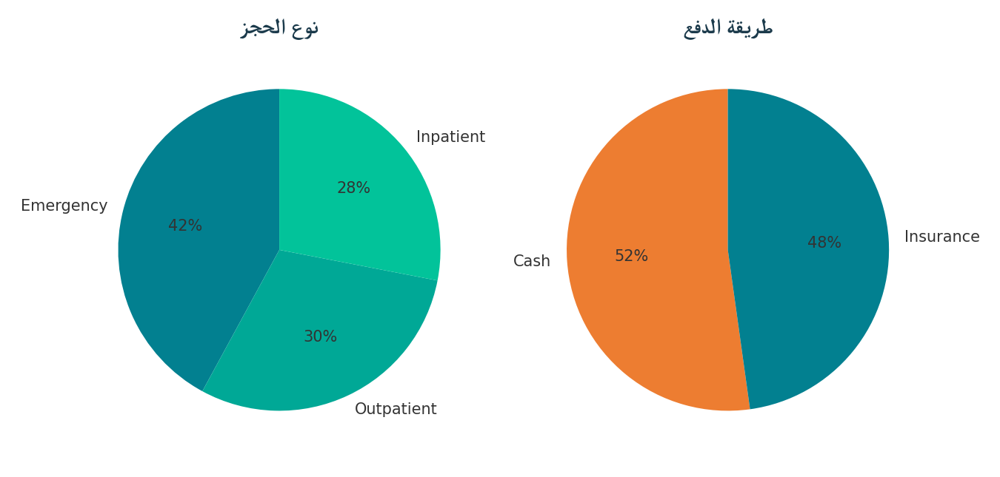 نوع الحجز
Inpatient
28%
Emergency
42%
30%
Outpatient
طريقة الدفع
Insurance
48%
Cash
52%